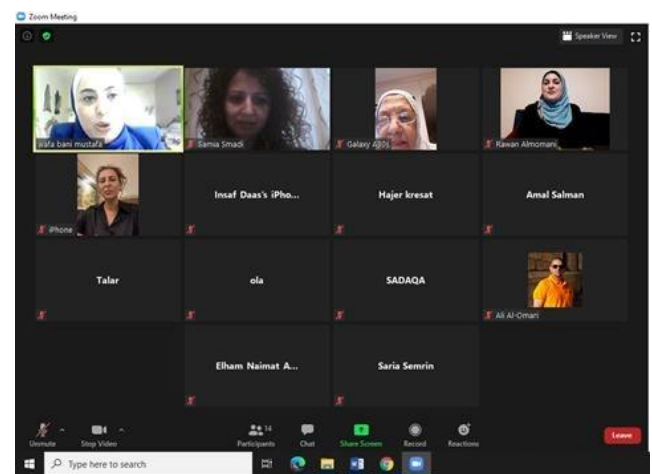 Zoom Meeting
Speaker View
wafa bani mustafa
Samia Smadi
Galaxy A30s
Rawan Almomani
iPhone
Insaf Daas's iPho...
Hajer kresat
Amal Salman
Talar
ola
SADAQA
Ali Al-Omari
Elham Naimat A...
Saria Semrin
Unmute
Stop Video
14
Participants
Chat
Share Screen
Record
Reactions
Leave
Type here to search